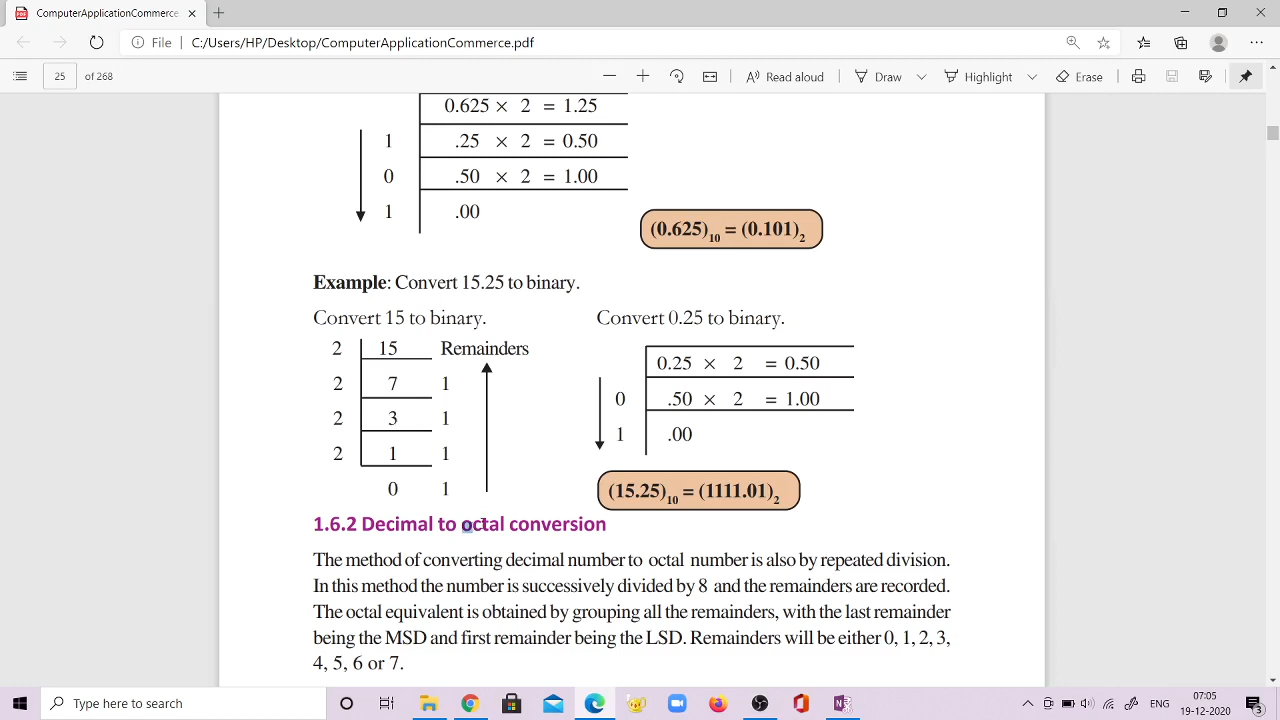 ComputerApplicationCommerce.pdf
File C:/Users/HP/Desktop/ComputerApplicationCommerce.pdf
25 of 268 Read aloud Draw Highlight Erase
0.625 × 2 = 1.25
1 .25 × 2 = 0.50
0 .50 × 2 = 1.00
1 .00
(0.625)10 = (0.101)2
Example: Convert 15.25 to binary.
Convert 15 to binary. Convert 0.25 to binary.
2 15 Remainders
0.25 × 2 = 0.50
2 7 1
0 .50 × 2 = 1.00
2 3 1
1 .00
2 1 1
0 1
(15.25)10 = (1111.01)2
1.6.2 Decimal to octal conversion
The method of converting decimal number to octal number is also by repeated division.
In this method the number is successively divided by 8 and the remainders are recorded.
The octal equivalent is obtained by grouping all the remainders, with the last remainder
being the MSD and first remainder being the LSD. Remainders will be either 0, 1, 2, 3,
4, 5, 6 or 7.
Type here to search
ENG
07:05
19-12-2020
3